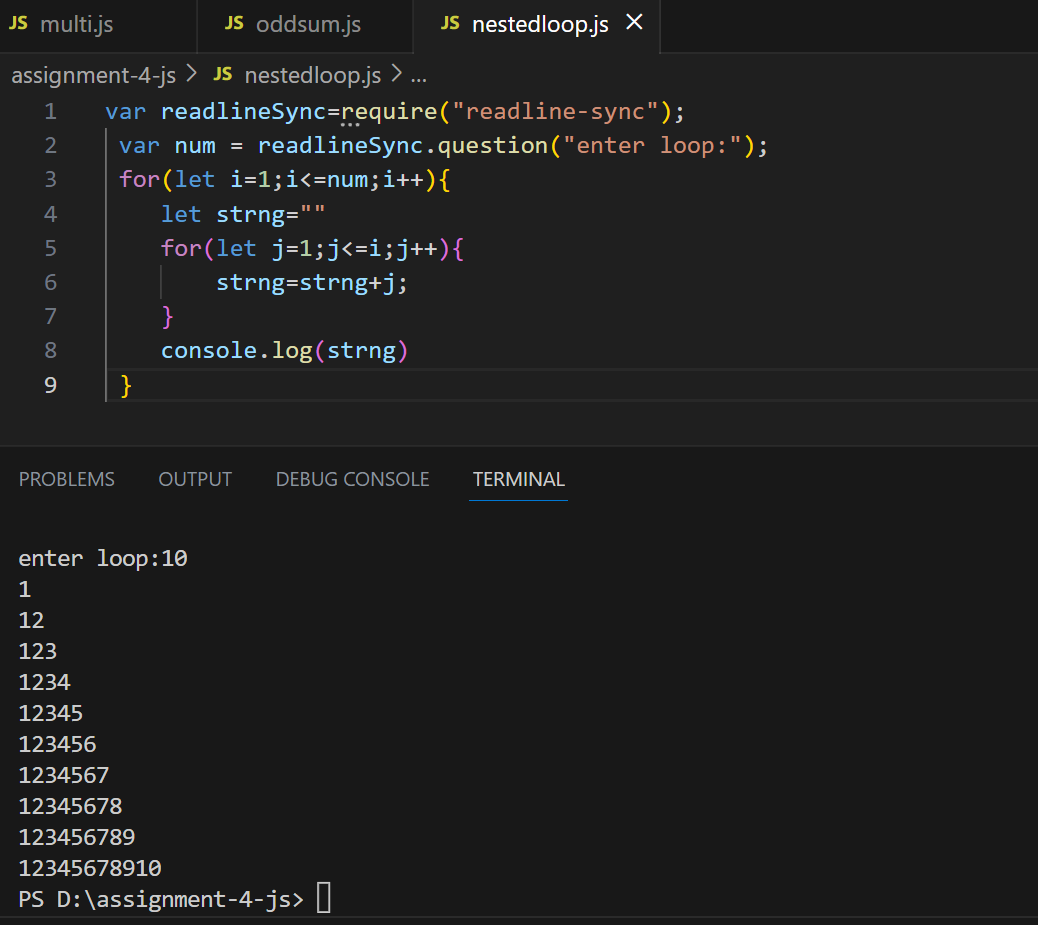 JS multi.js JS oddsum.js JS nestedloop.js ×
assignment-4-js > JS nestedloop.js > ...
1 var readlineSync=require("readline-sync");
2 var num = readlineSync.question("enter loop:");
3 for(let i=1;i<=num;i++){
4 let strng=""
5 for(let j=1;j<=i;j++){
6 strng=strng+j;
7 }
8 console.log(strng)
9 }
PROBLEMS OUTPUT DEBUG CONSOLE TERMINAL
enter loop:10
1
12
123
1234
12345
123456
1234567
12345678
123456789
12345678910
PS D:\assignment-4-js>